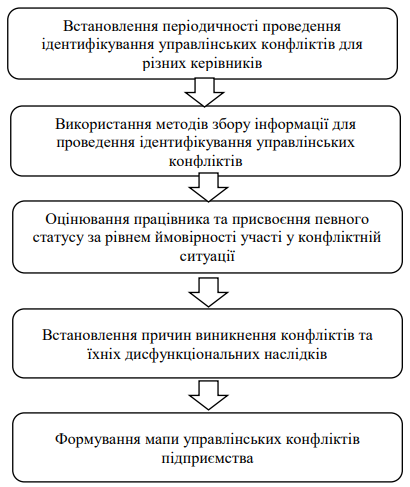 Встановлення періодичності проведення
ідентифікування управлінських конфліктів для
різних керівників
Використання методів збору інформації для
проведення ідентифікування управлінських
конфліктів
Оцінювання працівника та присвоєння певного
статусу за рівнем ймовірності участі у конфліктній
ситуації
Встановлення причин виникнення конфліктів та
їхніх дисфункціональних наслідків
Формування мапи управлінських конфліктів
підприємства